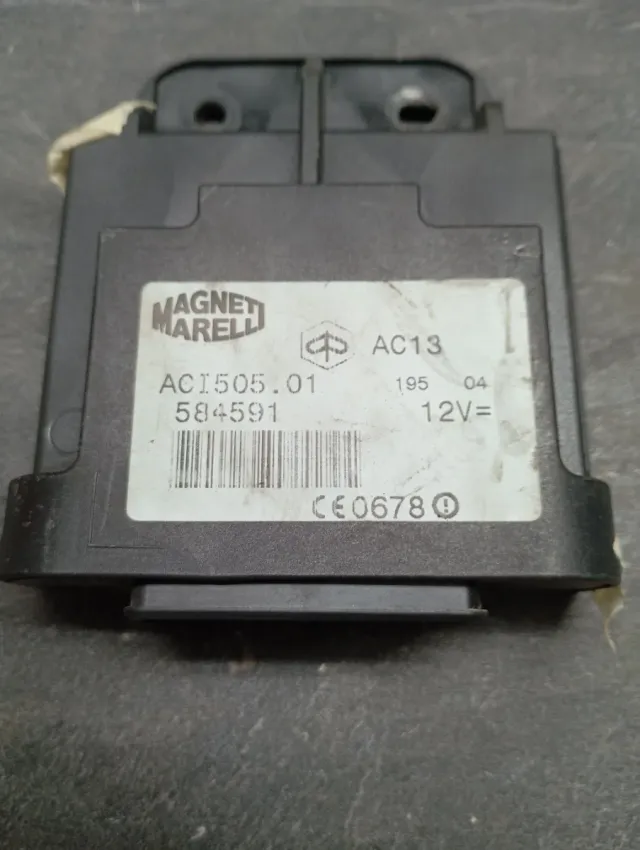 MAGNETI
MARELLI
AC13
ACI505.01 195 04
584591 12V=
CE0678